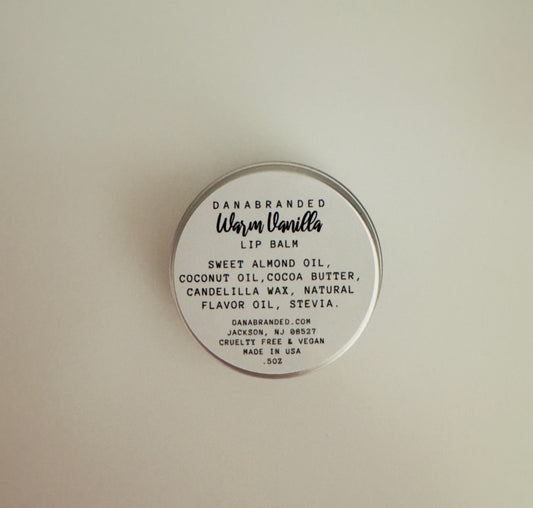 DANABRANDED
Warm Vanilla
LIP BALM
SWEET ALMOND OIL,
COCONUT OIL,COCOA BUTTER,
CANDELILLA WAX, NATURAL
FLAVOR OIL, STEVIA.
DANABRANDED.COM
JACKSON, NJ 08527
CRUELTY FREE & VEGAN
MADE IN USA
.5OZ